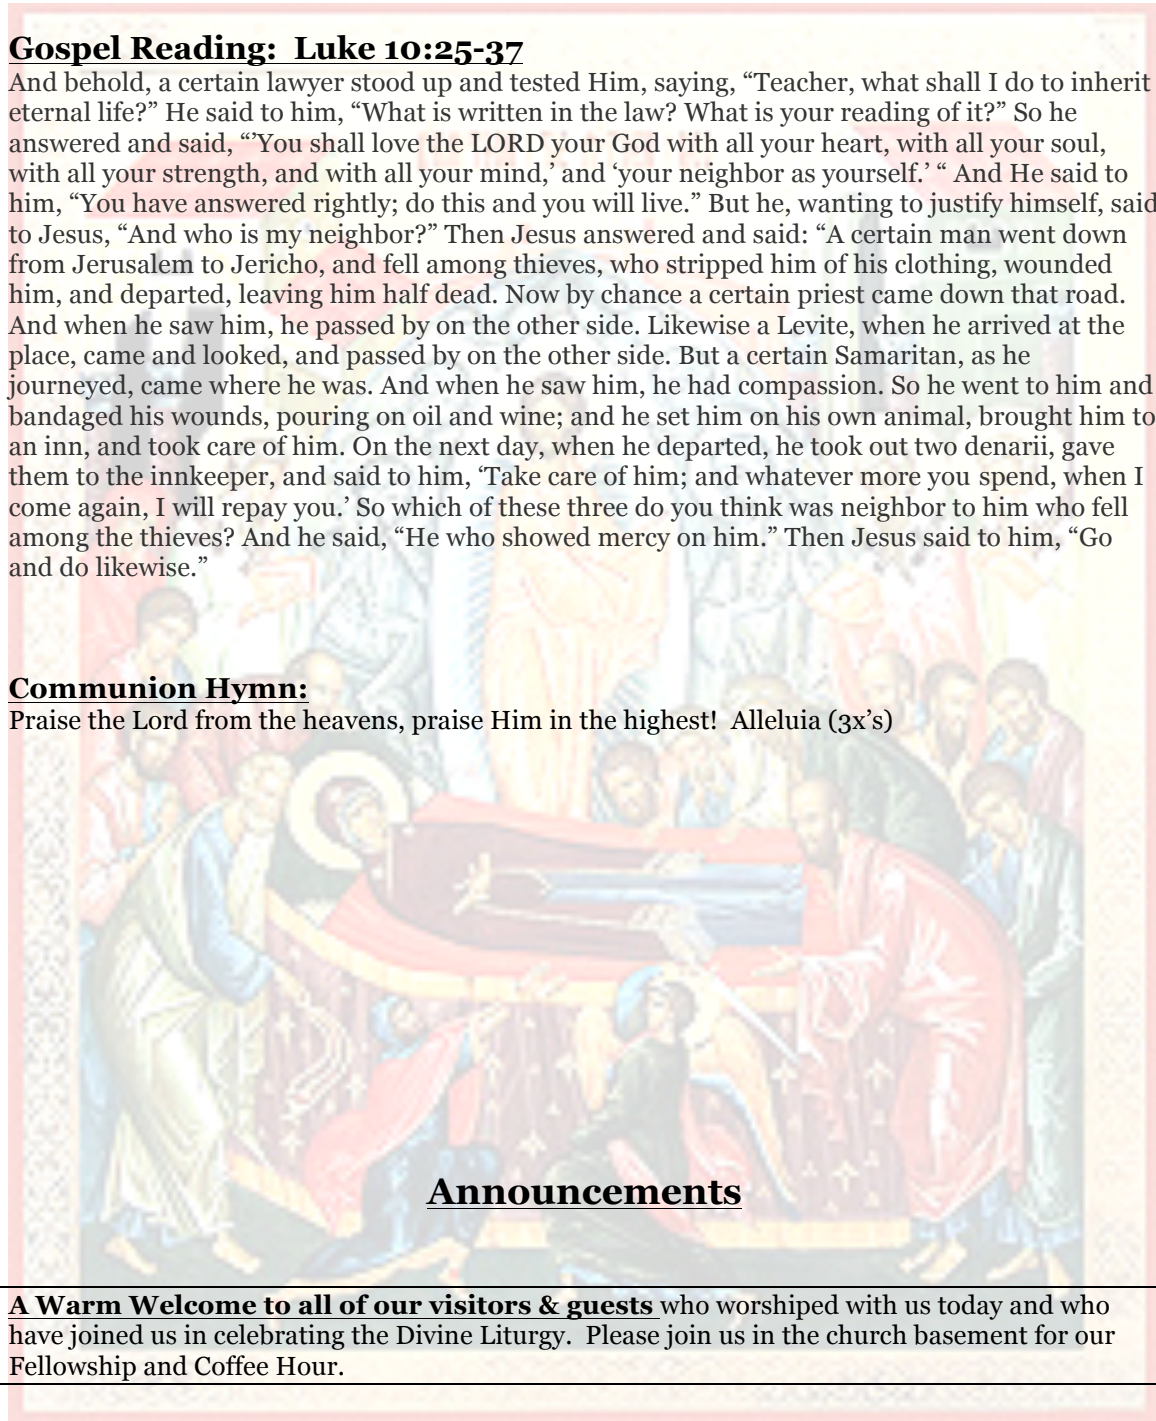 Gospel Reading:  Luke 10:25-37
And behold, a certain lawyer stood up and tested Him, saying, “Teacher, what shall I do to inherit
eternal life?” He said to him, “What is written in the law? What is your reading of it?” So he
answered and said, “’You shall love the LORD your God with all your heart, with all your soul,
with all your strength, and with all your mind,’ and ‘your neighbor as yourself.’ “ And He said to
him, “You have answered rightly; do this and you will live.” But he, wanting to justify himself, said
to Jesus, “And who is my neighbor?” Then Jesus answered and said: “A certain man went down
from Jerusalem to Jericho, and fell among thieves, who stripped him of his clothing, wounded
him, and departed, leaving him half dead. Now by chance a certain priest came down that road.
And when he saw him, he passed by on the other side. Likewise a Levite, when he arrived at the
place, came and looked, and passed by on the other side. But a certain Samaritan, as he
journeyed, came where he was. And when he saw him, he had compassion. So he went to him and
bandaged his wounds, pouring on oil and wine; and he set him on his own animal, brought him to
an inn, and took care of him. On the next day, when he departed, he took out two denarii, gave
them to the innkeeper, and said to him, ‘Take care of him; and whatever more you spend, when I
come again, I will repay you.’ So which of these three do you think was neighbor to him who fell
among the thieves? And he said, “He who showed mercy on him.” Then Jesus said to him, “Go
and do likewise.”
Communion Hymn:
Praise the Lord from the heavens, praise Him in the highest!  Alleluia (3x’s)
Announcements
A Warm Welcome to all of our visitors & guests who worshiped with us today and who
have joined us in celebrating the Divine Liturgy.  Please join us in the church basement for our
Fellowship and Coffee Hour.